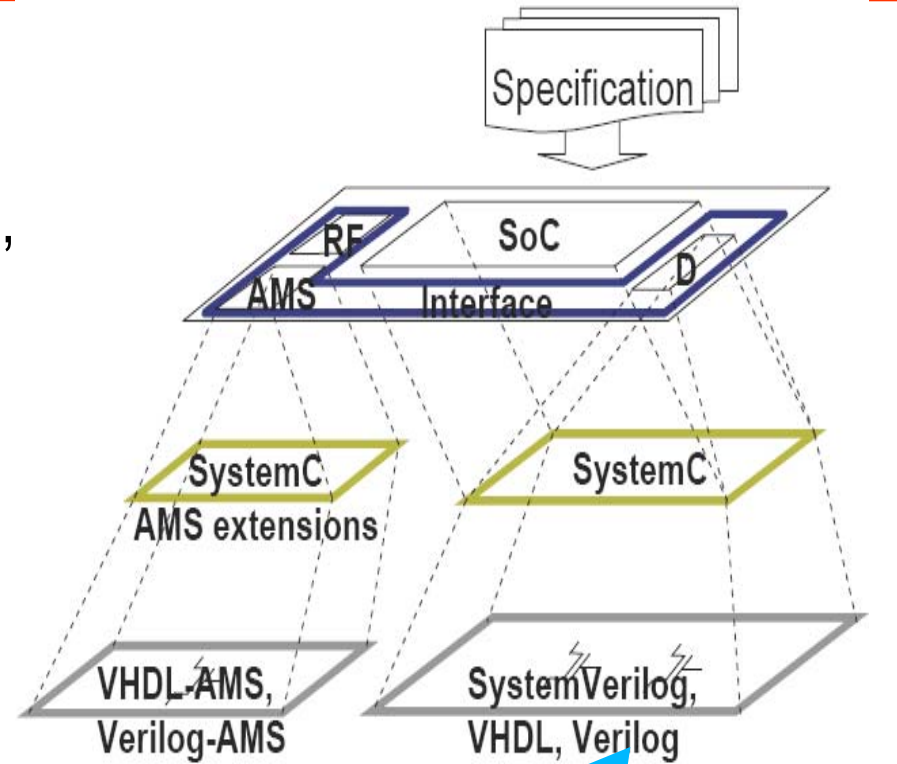 Specification
,
RF
SoC
D
AMS
Interface
SystemC
AMS extensions
SystemC
VHDL-AMS,
Verilog-AMS
SystemVerilog,
VHDL, Verilog